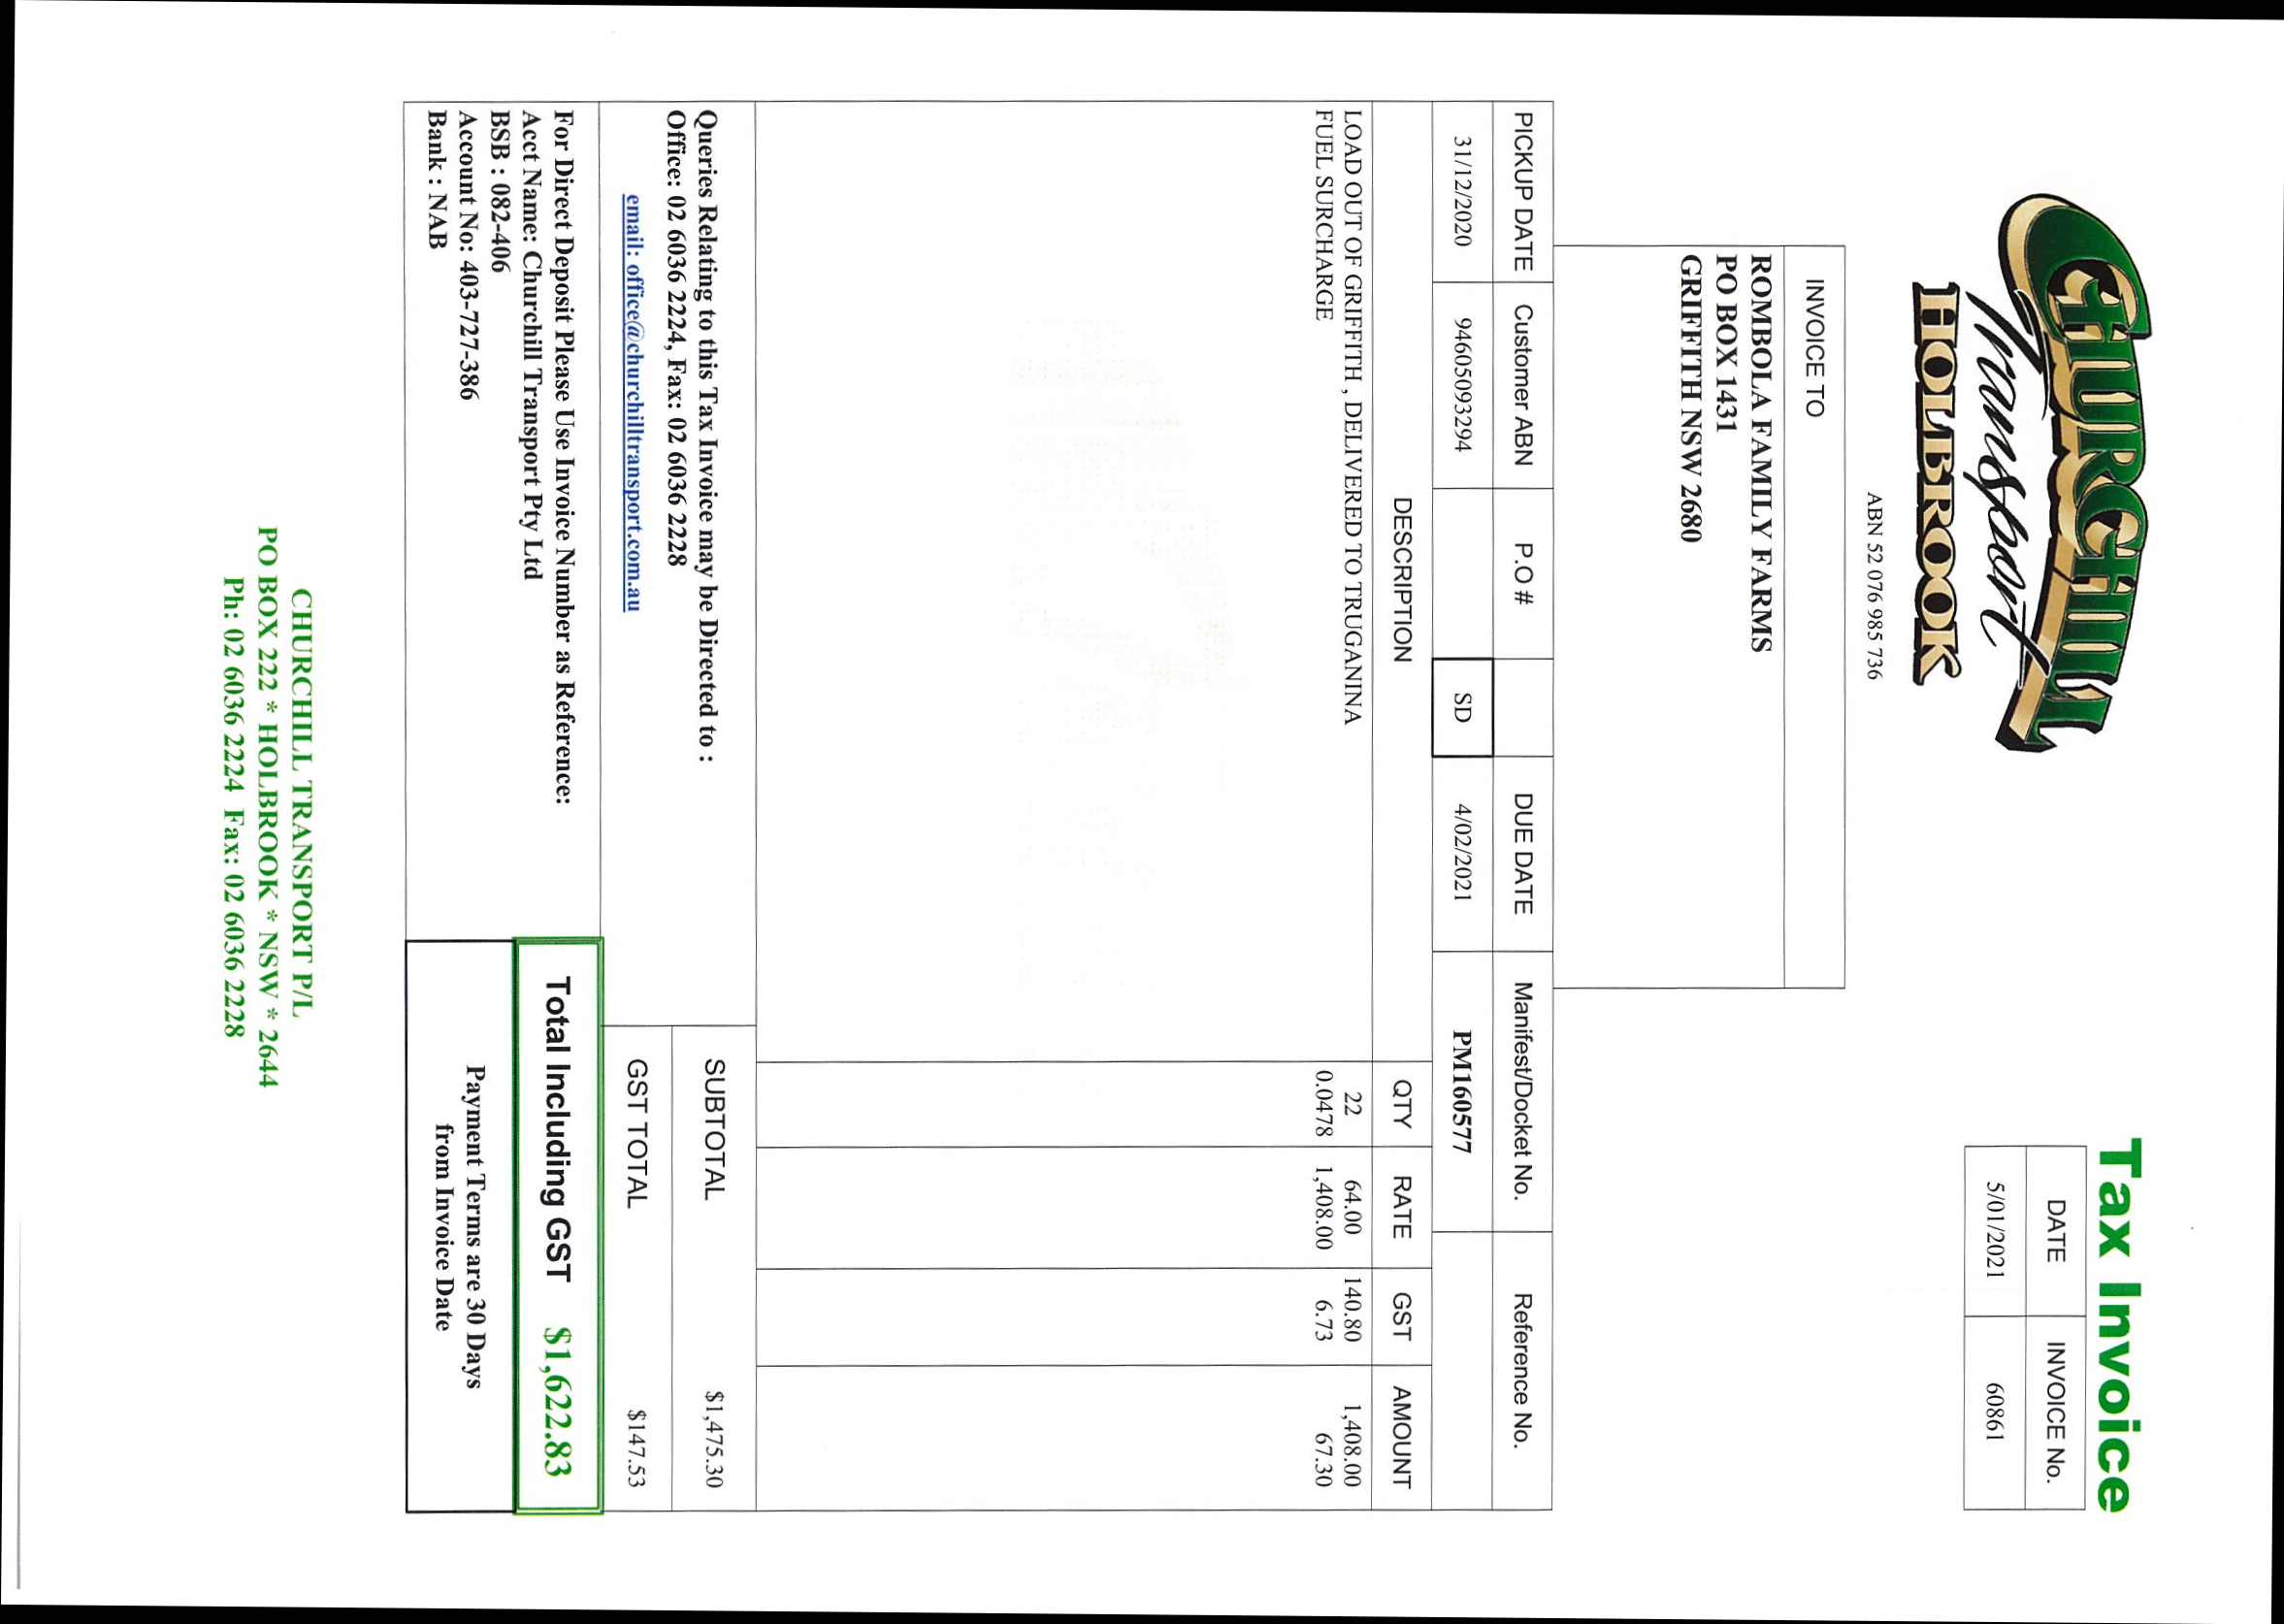 CHURCHILL
Transport
HOLBROOK
ABN 52 076 985 736
Tax Invoice
DATE INVOICE No.
5/01/2021 60861
INVOICE TO
ROMBOLA FAMILY FARMS
PO BOX 1431
GRIFFITH NSW 2680
PICKUP DATE Customer ABN P.O # DUE DATE Manifest/Docket No. Reference No.
31/12/2020 94605093294 SD 4/02/2021 PM160577
DESCRIPTION QTY RATE GST AMOUNT
LOAD OUT OF GRIFFITH , DELIVERED TO TRUGANINA 22 64.00 140.80 1,408.00
FUEL SURCHARGE 0.0478 1,408.00 6.73 67.30
Queries Relating to this Tax Invoice may be Directed to :
Office: 02 6036 2224, Fax: 02 6036 2228
email: office@churchilltransport.com.au
SUBTOTAL $1,475.30
GST TOTAL $147.53
For Direct Deposit Please Use Invoice Number as Reference:
Acct Name: Churchill Transport Pty Ltd
BSB : 082-406
Account No: 403-727-386
Bank : NAB
Total Including GST $1,622.83
Payment Terms are 30 Days
from Invoice Date
CHURCHILL TRANSPORT P/L
PO BOX 222 * HOLBROOK * NSW * 2644
Ph: 02 6036 2224 Fax: 02 6036 2228